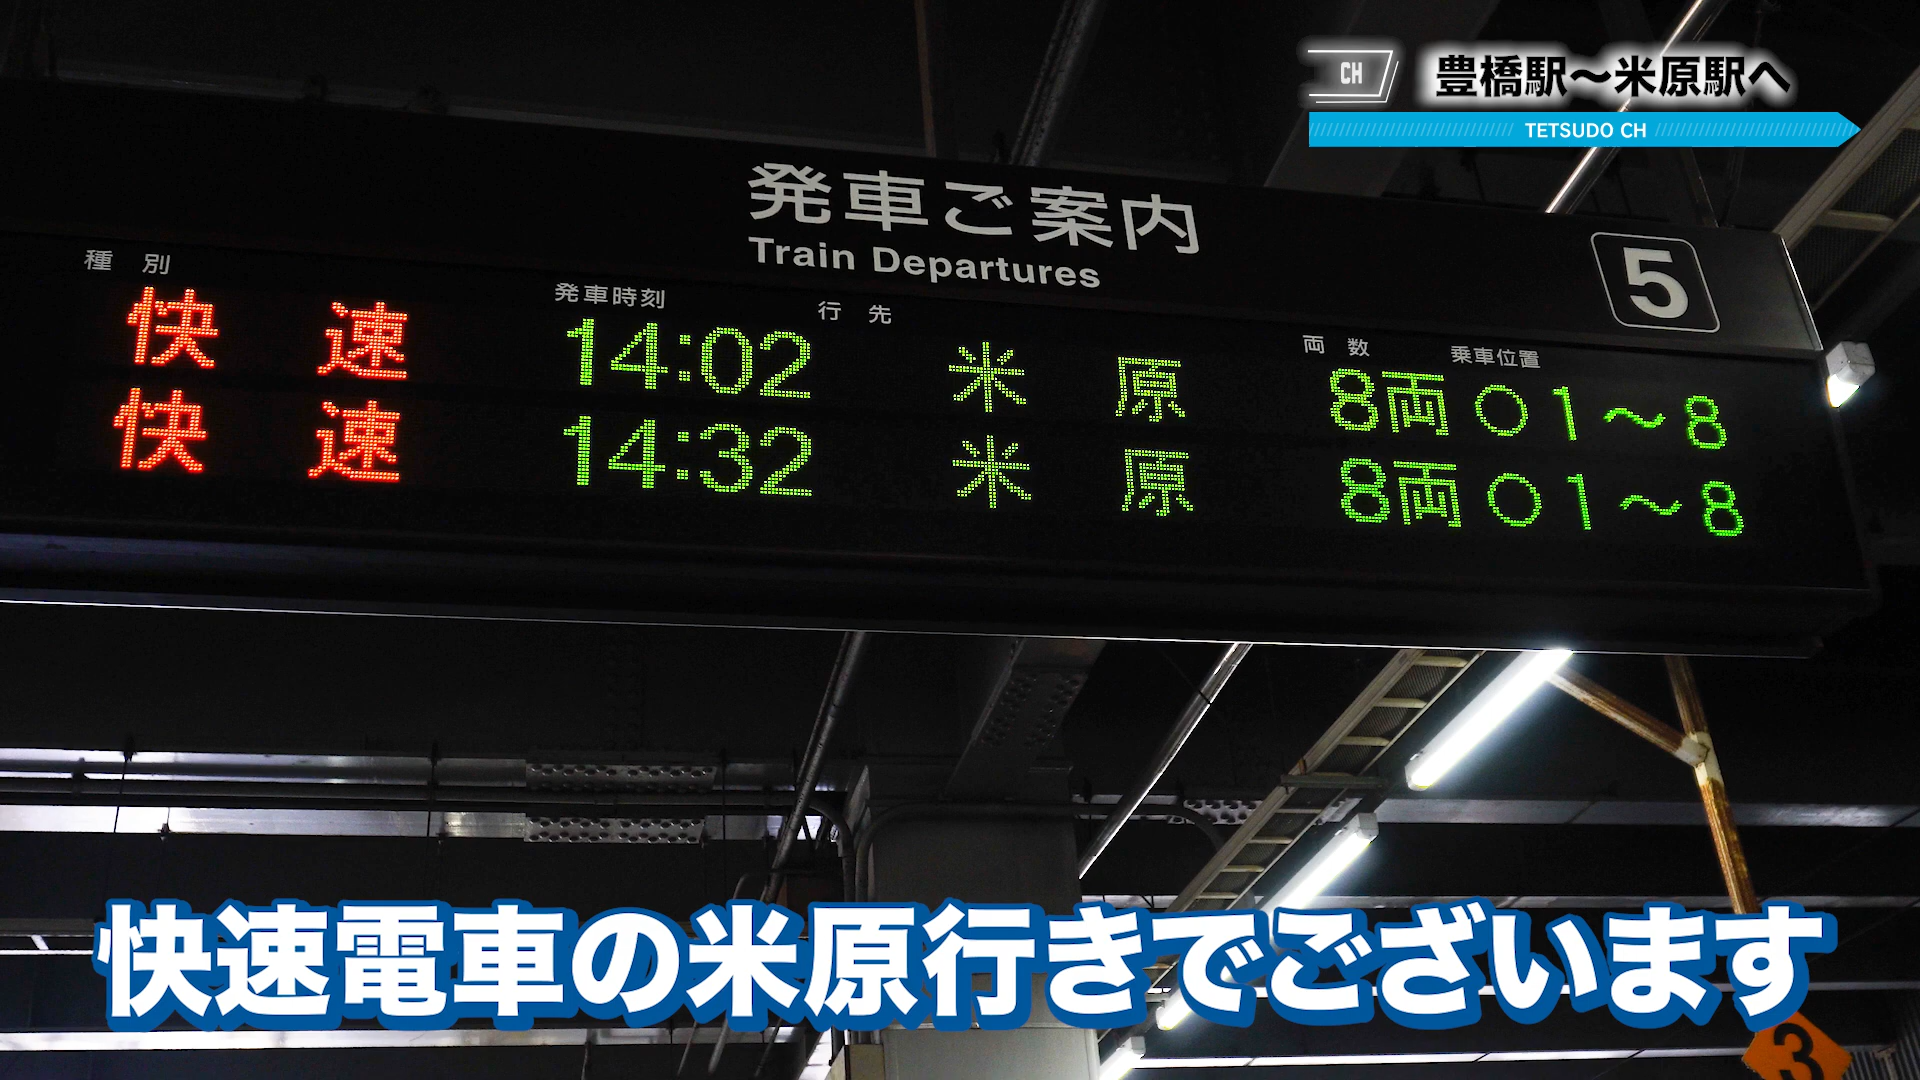 CH 豊橋駅～米原駅へ
TETSUDO CH
発車ご案内
Train Departures
5
種別 発車時刻 行先 両数 乗車位置
快速 14:02 米原 8両 ○1～8
快速 14:32 米原 8両 ○1～8
快速電車の米原行きでございます
3